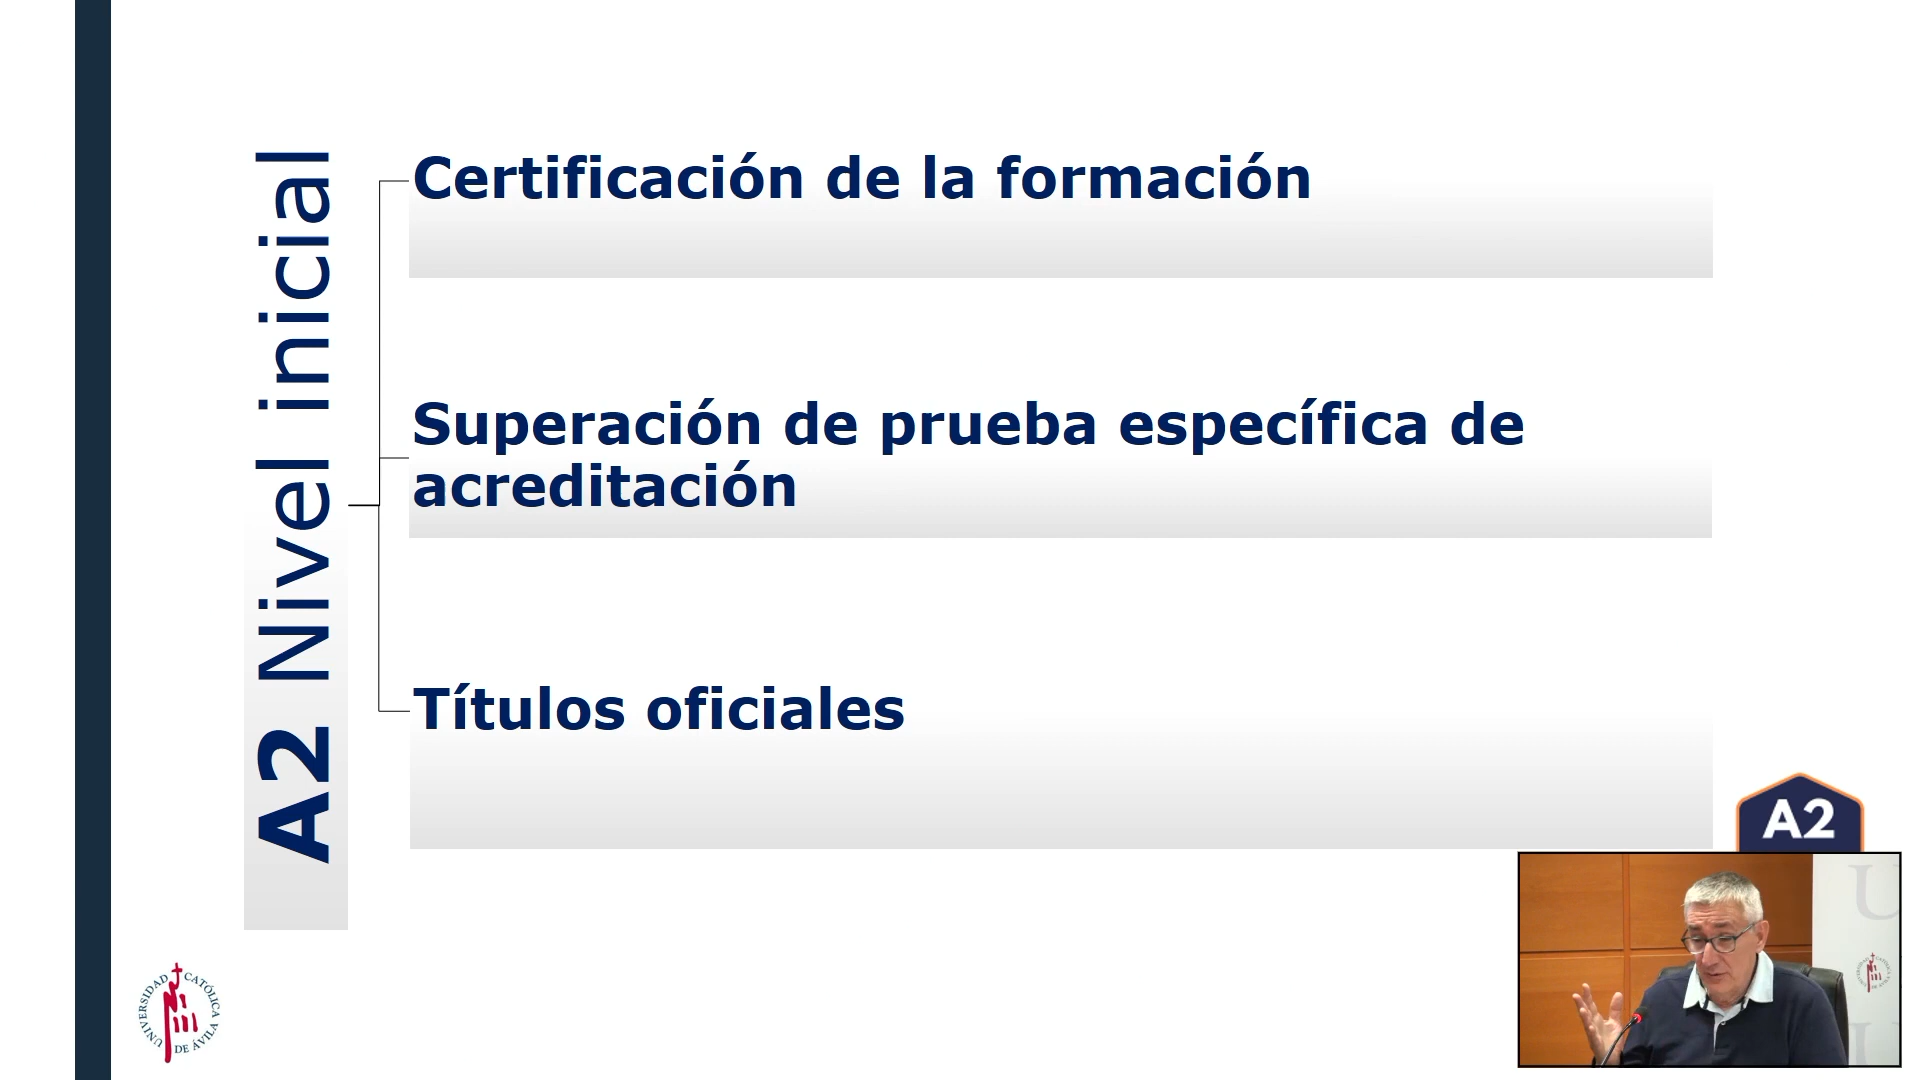 A2 Nivel inicial
Certificación de la formación
Superación de prueba específica de
acreditación
Títulos oficiales
A2
UNIVERSIDAD CATÓLICA DE ÁVILA
U
U